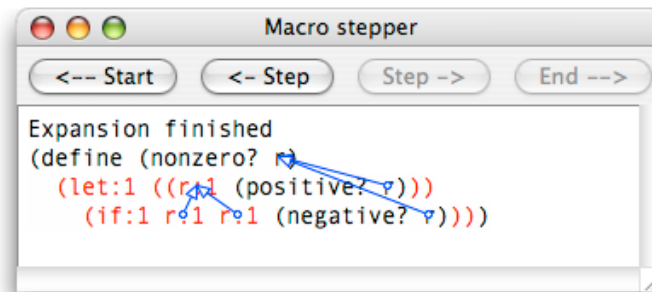 Macro stepper
<-- Start <- Step Step -> End -->
Expansion finished
(define (nonzero? r)
(let:1 ((r:1 (positive? r)))
(if:1 r:1 r:1 (negative? r))))